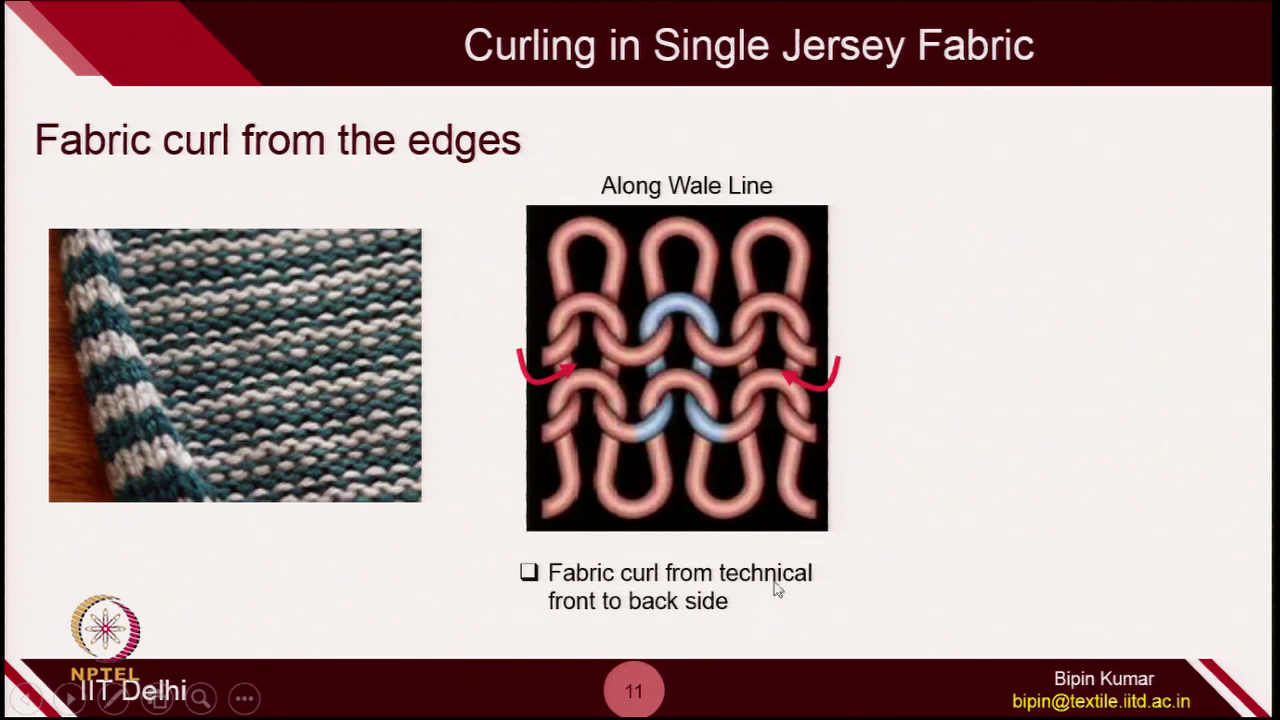 Curling in Single Jersey Fabric
Fabric curl from the edges
Along Wale Line
Fabric curl from technical
front to back side
NPTEL
IIT Delhi
11
Bipin Kumar
bipin@textile.iitd.ac.in